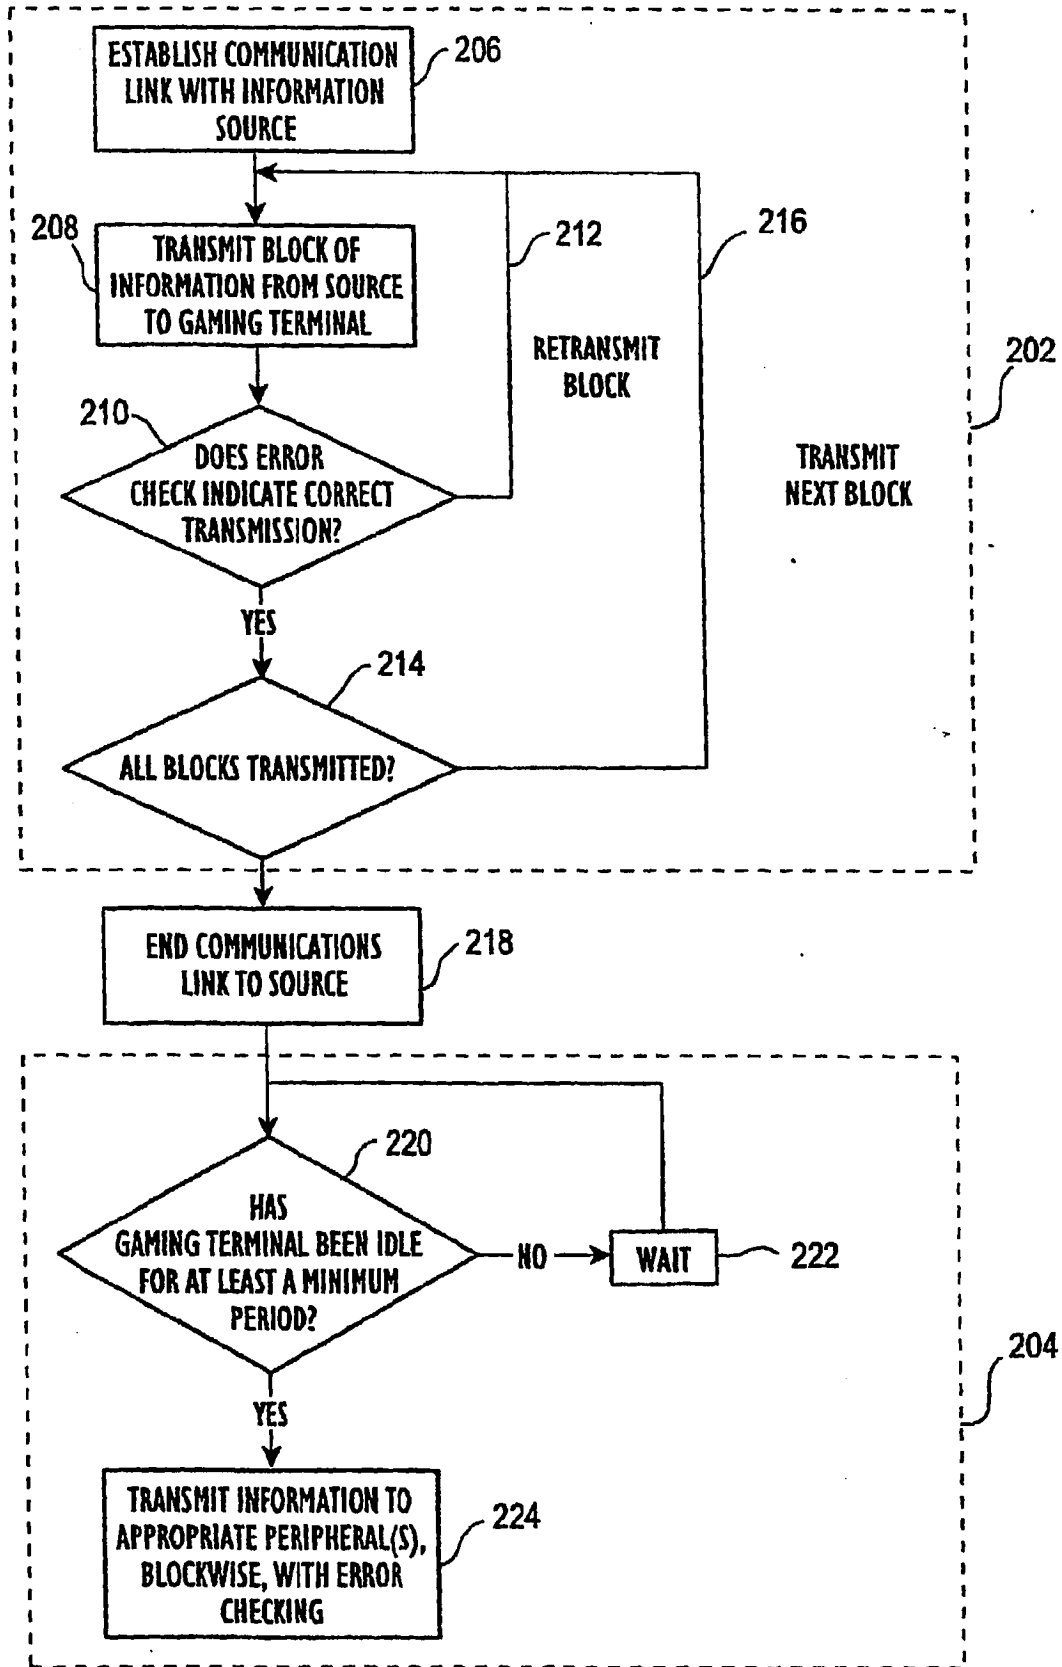 ESTABLISH COMMUNICATION
LINK WITH INFORMATION
SOURCE
206
208
TRANSMIT BLOCK OF
INFORMATION FROM SOURCE
TO GAMING TERMINAL
212
216
RETRANSMIT
BLOCK
202
210
DOES ERROR
CHECK INDICATE CORRECT
TRANSMISSION?
TRANSMIT
NEXT BLOCK
YES
214
ALL BLOCKS TRANSMITTED?
END COMMUNICATIONS
LINK TO SOURCE
218
220
HAS
GAMING TERMINAL BEEN IDLE
FOR AT LEAST A MINIMUM
PERIOD?
NO
WAIT
222
204
YES
TRANSMIT INFORMATION TO
APPROPRIATE PERIPHERAL(S),
BLOCKWISE, WITH ERROR
CHECKING
224